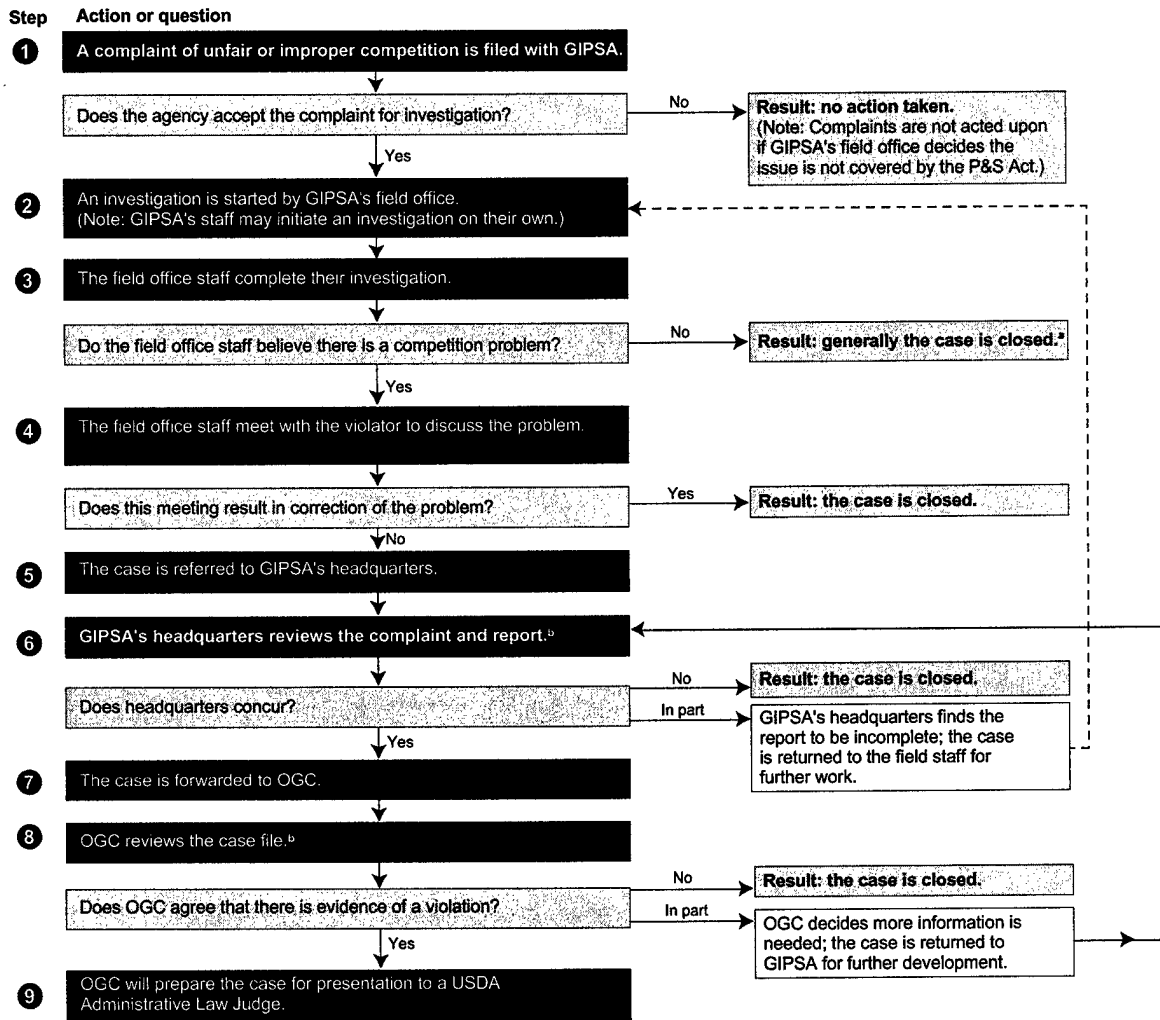 Step Action or question
1 A complaint of unfair or improper competition is filed with GIPSA.
Does the agency accept the complaint for investigation?
No
Result: no action taken.
(Note: Complaints are not acted upon
if GIPSA's field office decides the
issue is not covered by the P&S Act.)
Yes
2 An investigation is started by GIPSA's field office.
(Note: GIPSA's staff may initiate an investigation on their own.)
3 The field office staff complete their investigation.
Do the field office staff believe there is a competition problem?
No
Result: generally the case is closed.a
Yes
4 The field office staff meet with the violator to discuss the problem.
Does this meeting result in correction of the problem?
Yes
Result: the case is closed.
No
5 The case is referred to GIPSA's headquarters.
6 GIPSA's headquarters reviews the complaint and report.b
Does headquarters concur?
No
Result: the case is closed.
In part
GIPSA's headquarters finds the
report to be incomplete; the case
is returned to the field staff for
further work.
Yes
7 The case is forwarded to OGC.
8 OGC reviews the case file.b
Does OGC agree that there is evidence of a violation?
No
Result: the case is closed.
In part
OGC decides more information is
needed; the case is returned to
GIPSA for further development.
Yes
9 OGC will prepare the case for presentation to a USDA
Administrative Law Judge.